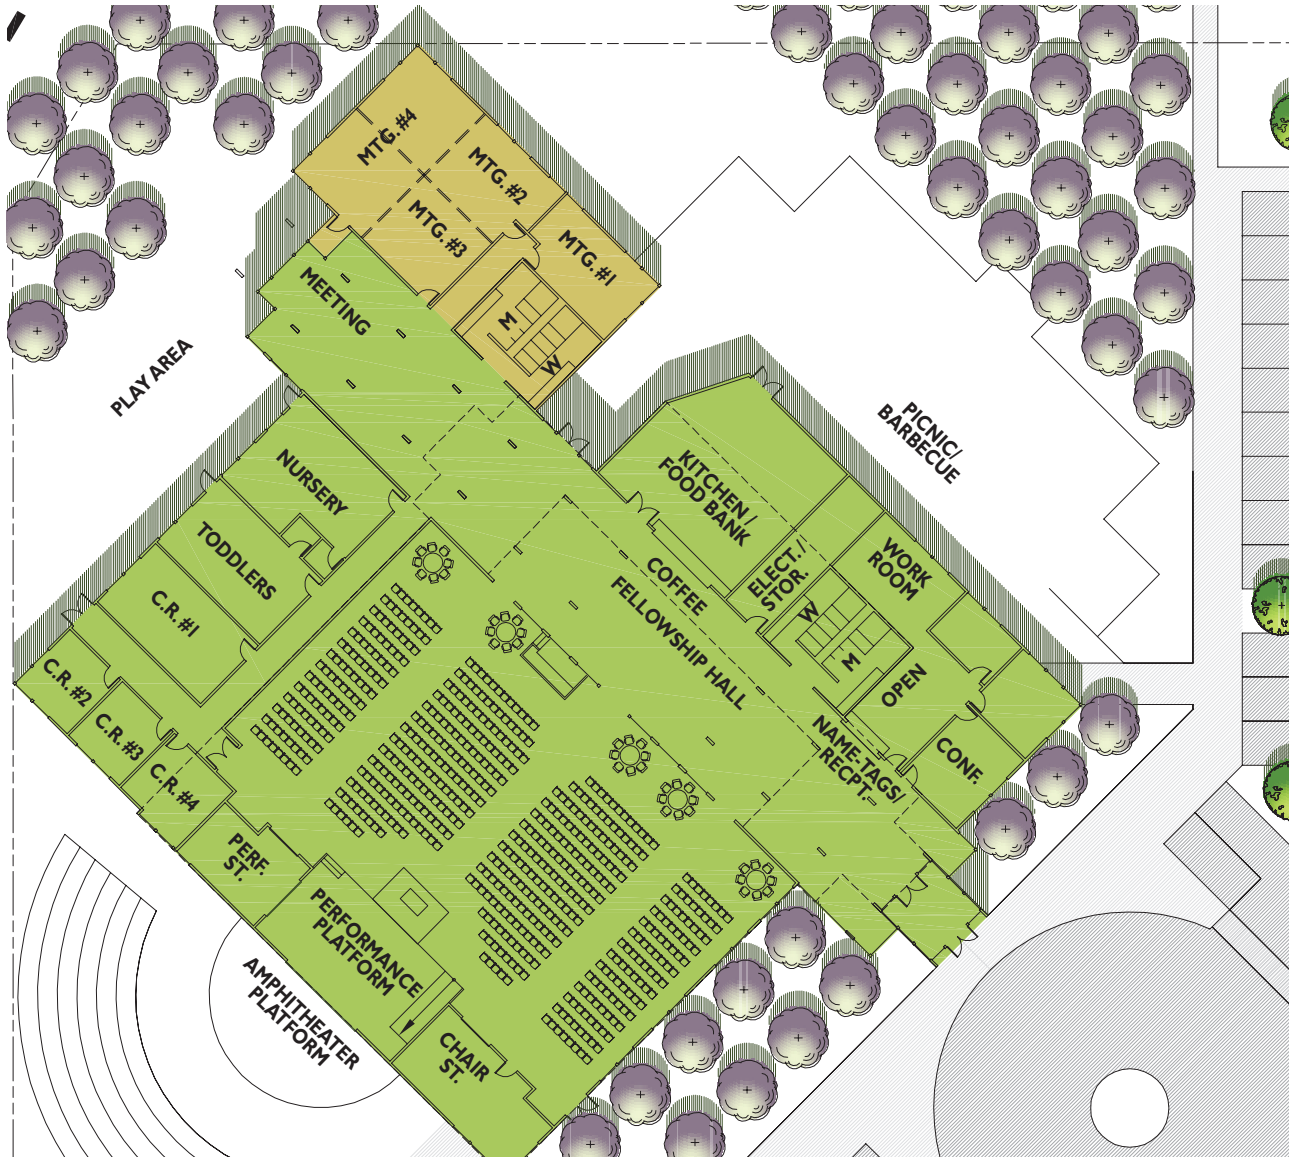 MTG. #4
MTG. #2
MTG. #3
MTG. #1
MEETING
M
W
PLAY AREA
PICNIC/
BARBECUE
NURSERY
KITCHEN/
FOOD BANK
TODDLERS
COFFEE
ELECT./
STOR.
WORK
ROOM
C.R. #1
FELLOWSHIP HALL
W
M
OPEN
C.R. #2
C.R. #3
C.R. #4
NAME-TAGS/
RECPT.
CONF.
PERF.
ST.
PERFORMANCE
PLATFORM
AMPHITHEATER
PLATFORM
CHAIR
ST.